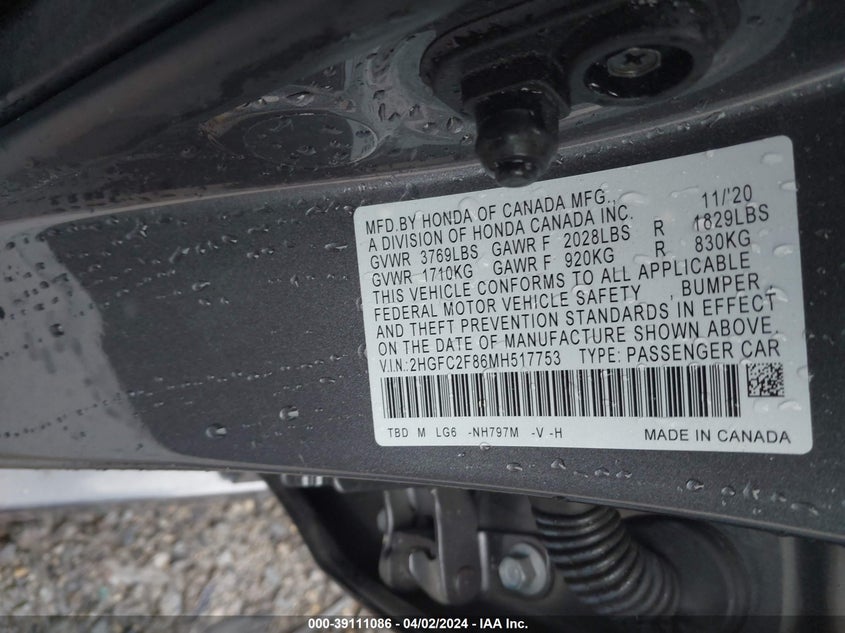 MFD.BY HONDA OF CANADA MFG., 11/'20
A DIVISION OF HONDA CANADA INC.
GVWR 3769LBS GAWR F 2028LBS R 1829LBS
GVWR 1710KG GAWR F 920KG R 830KG
THIS VEHICLE CONFORMS TO ALL APPLICABLE
FEDERAL MOTOR VEHICLE SAFETY , BUMPER
AND THEFT PREVENTION STANDARDS IN EFFECT
ON THE DATE OF MANUFACTURE SHOWN ABOVE.
V.I.N.:2HGFC2F86MH517753 TYPE: PASSENGER CAR
TBD M LG6 -NH797M -V -H MADE IN CANADA
000-39111086 - 04/02/2024 - IAA Inc.